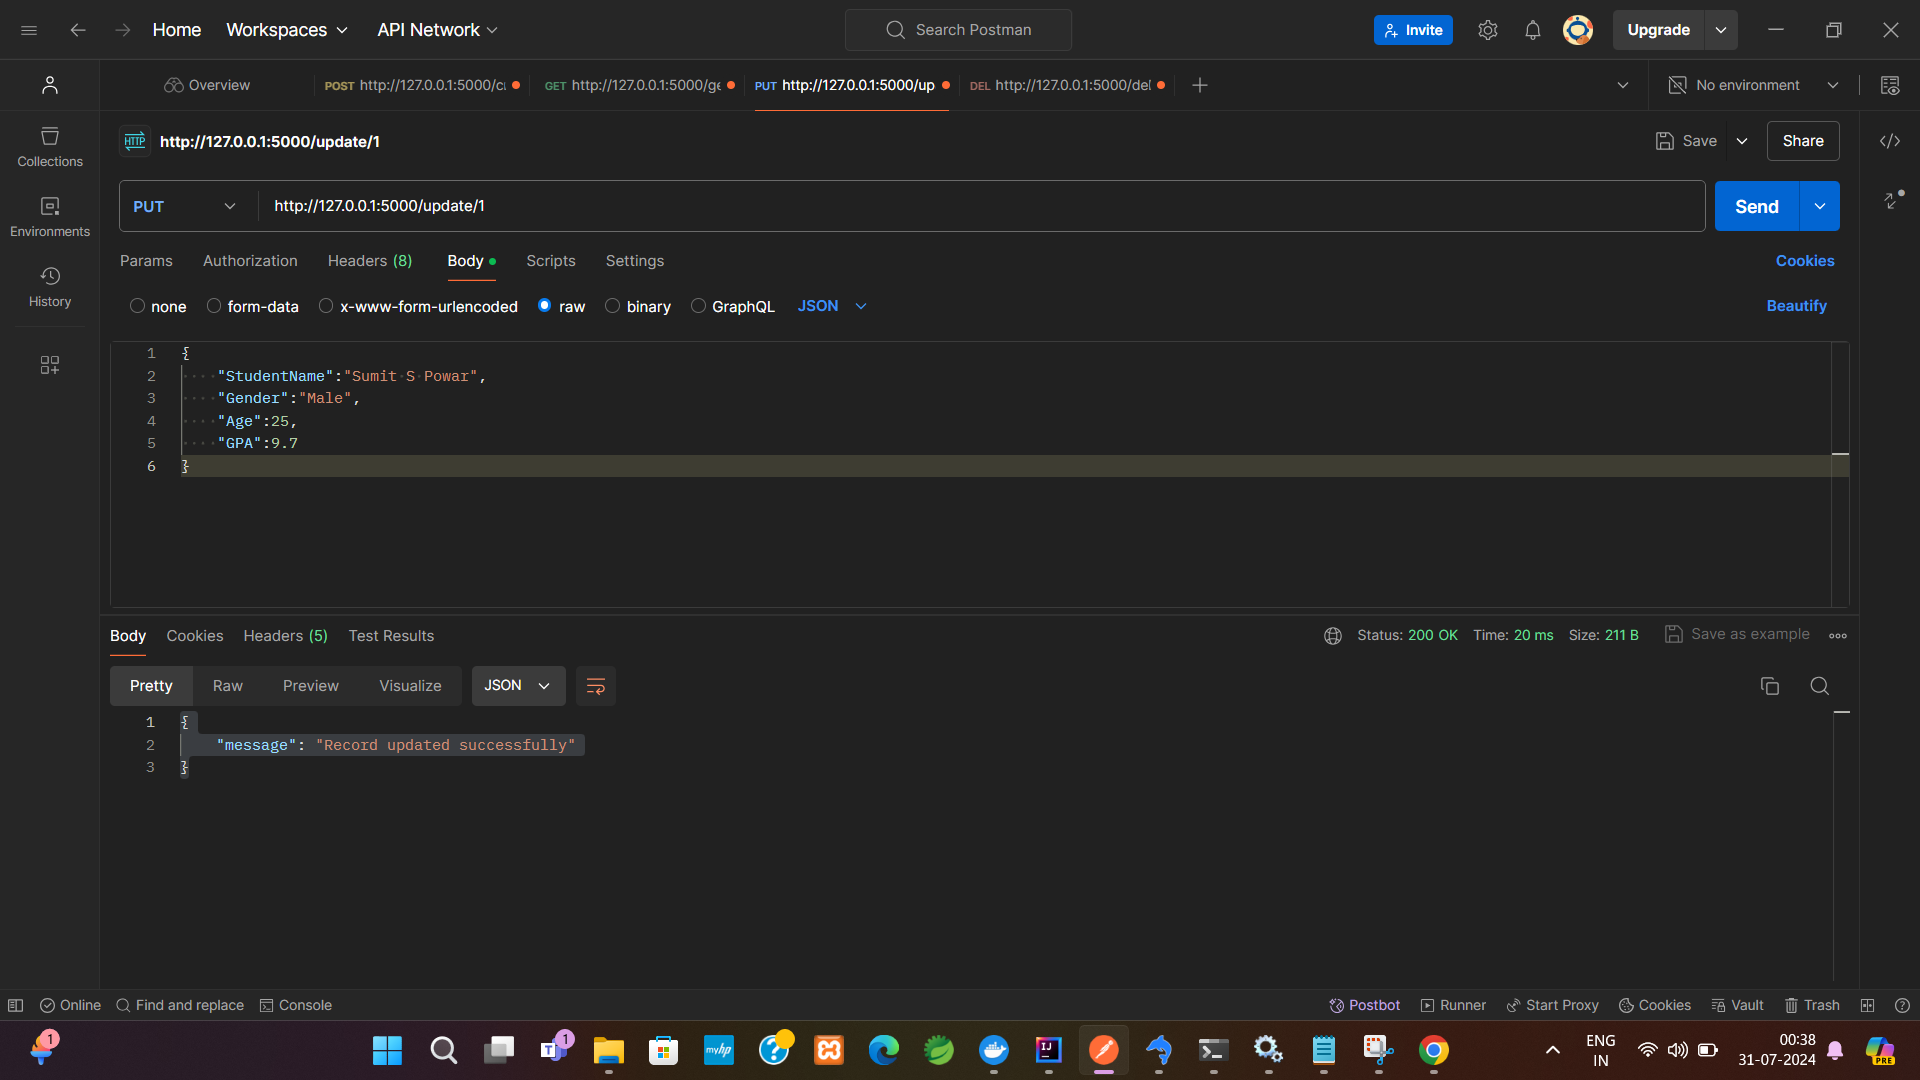 Home Workspaces API Network Search Postman Invite Upgrade
Overview POST http://127.0.0.1:5000/c GET http://127.0.0.1:5000/ge PUT http://127.0.0.1:5000/up DEL http://127.0.0.1:5000/del No environment
HTTP http://127.0.0.1:5000/update/1 Save Share
Collections
Environments
History
PUT http://127.0.0.1:5000/update/1 Send
Params Authorization Headers (8) Body Scripts Settings Cookies
none form-data x-www-form-urlencoded raw binary GraphQL JSON Beautify
1 {
2 "StudentName":"Sumit S Powar",
3 "Gender":"Male",
4 "Age":25,
5 "GPA":9.7
6 }
Body Cookies Headers (5) Test Results Status: 200 OK Time: 20 ms Size: 211 B Save as example
Pretty Raw Preview Visualize JSON
1 {
2 "message": "Record updated successfully"
3 }
Online Find and replace Console Postbot Runner Start Proxy Cookies Vault Trash
1 T 1 myhp ? IJ ENG
IN
00:38
31-07-2024
PRE